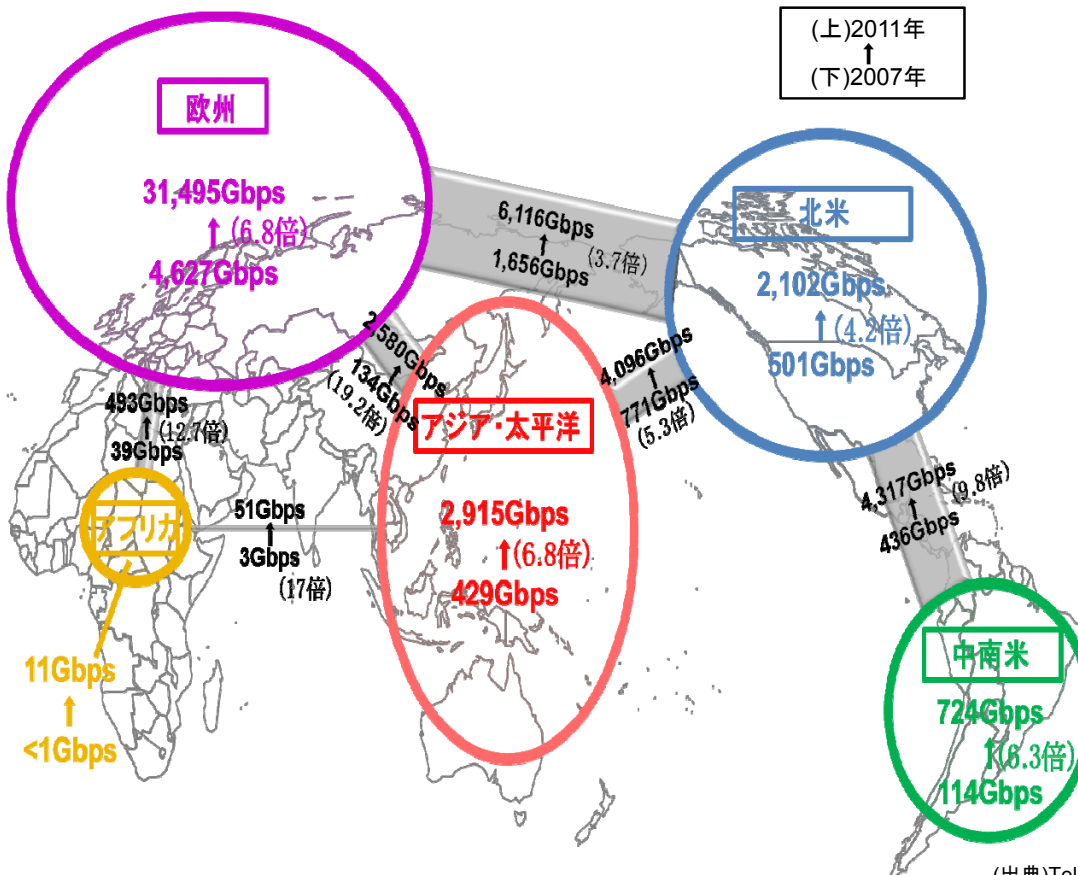 (上)2011年
↑
(下)2007年
欧州
31,495Gbps
↑(6.8倍)
4,627Gbps
6,116Gbps
↑(3.7倍)
1,656Gbps
北米
2,102Gbps
↑(4.2倍)
501Gbps
2,580Gbps
↑
134Gbps
(19.2倍)
4,096Gbps
↑
771Gbps
(5.3倍)
493Gbps
↑(12.7倍)
39Gbps
アジア・太平洋
2,915Gbps
↑(6.8倍)
429Gbps
4,317Gbps
↑(9.8倍)
436Gbps
アフリカ
51Gbps
↑
3Gbps
(17倍)
11Gbps
↑
<1Gbps
中南米
724Gbps
↑(6.3倍)
114Gbps